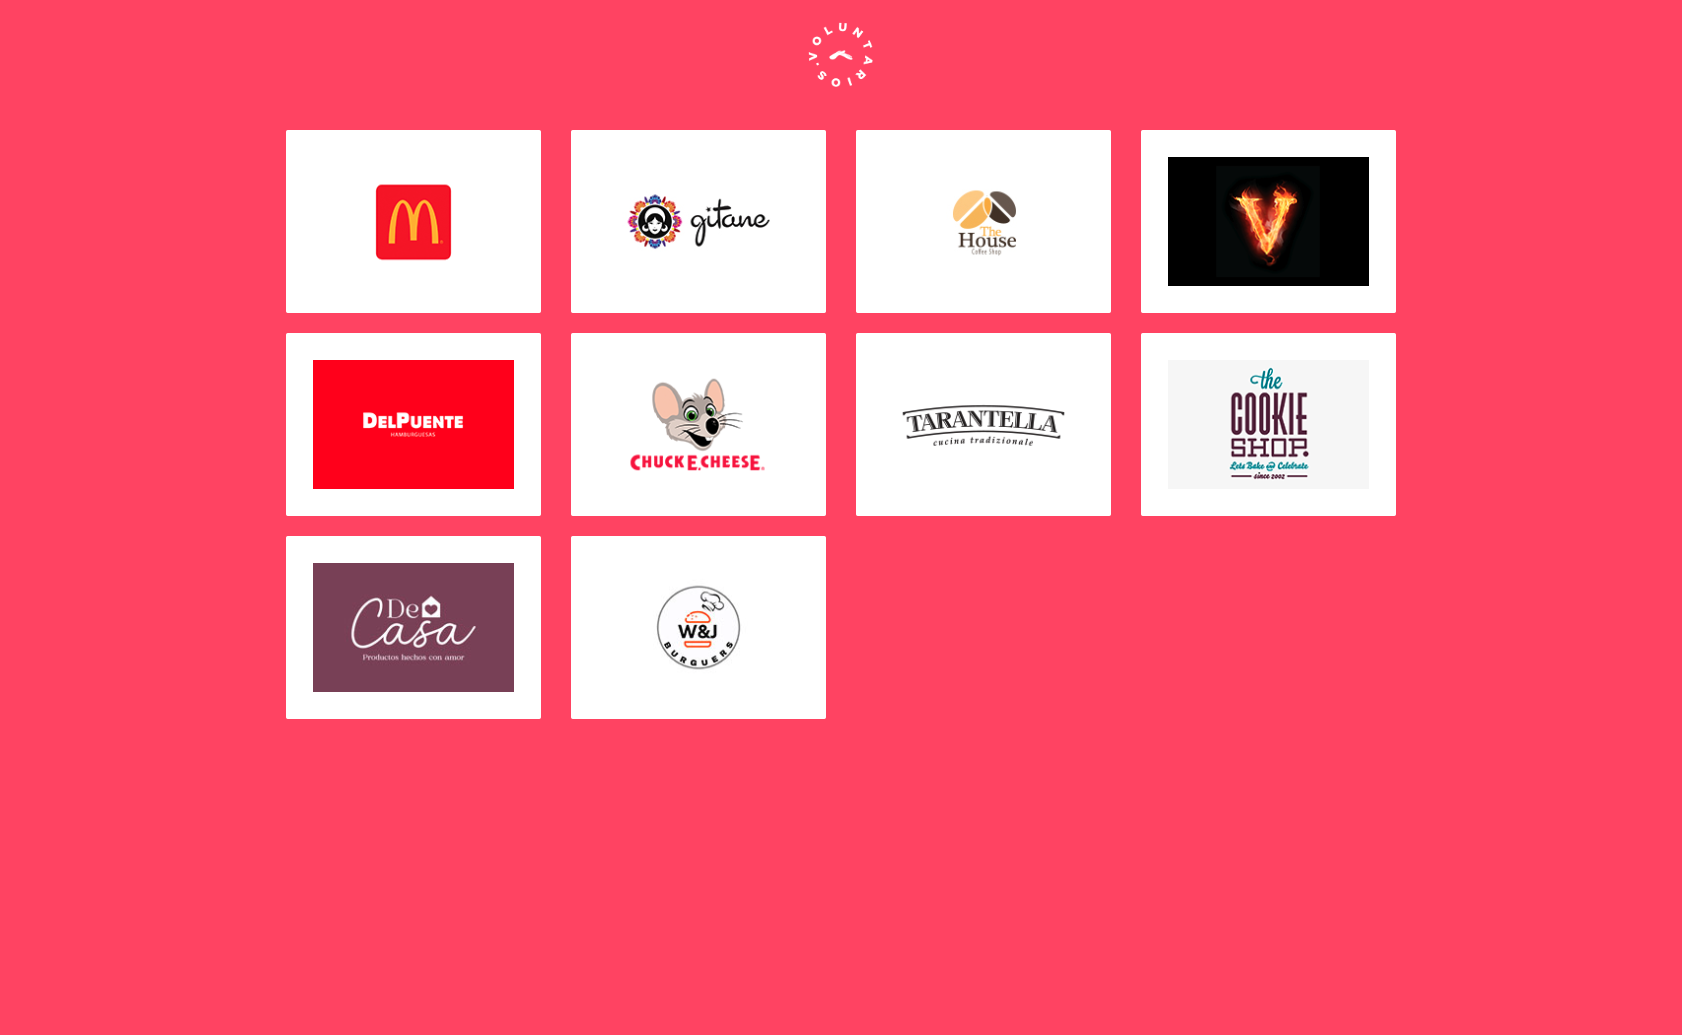 VOLUNTARIOS.
gitane
The
House
Coffee Shop
V
DELPUENTE
HAMBURGUESAS
CHUCK E. CHEESE
TARANTELLA
cucina tradizionale
the
COOKIE
SHOP.
Lets Bake @ Celebrate
since 2002
De
Casa
Productos hechos con amor
W&J
BURGUERS